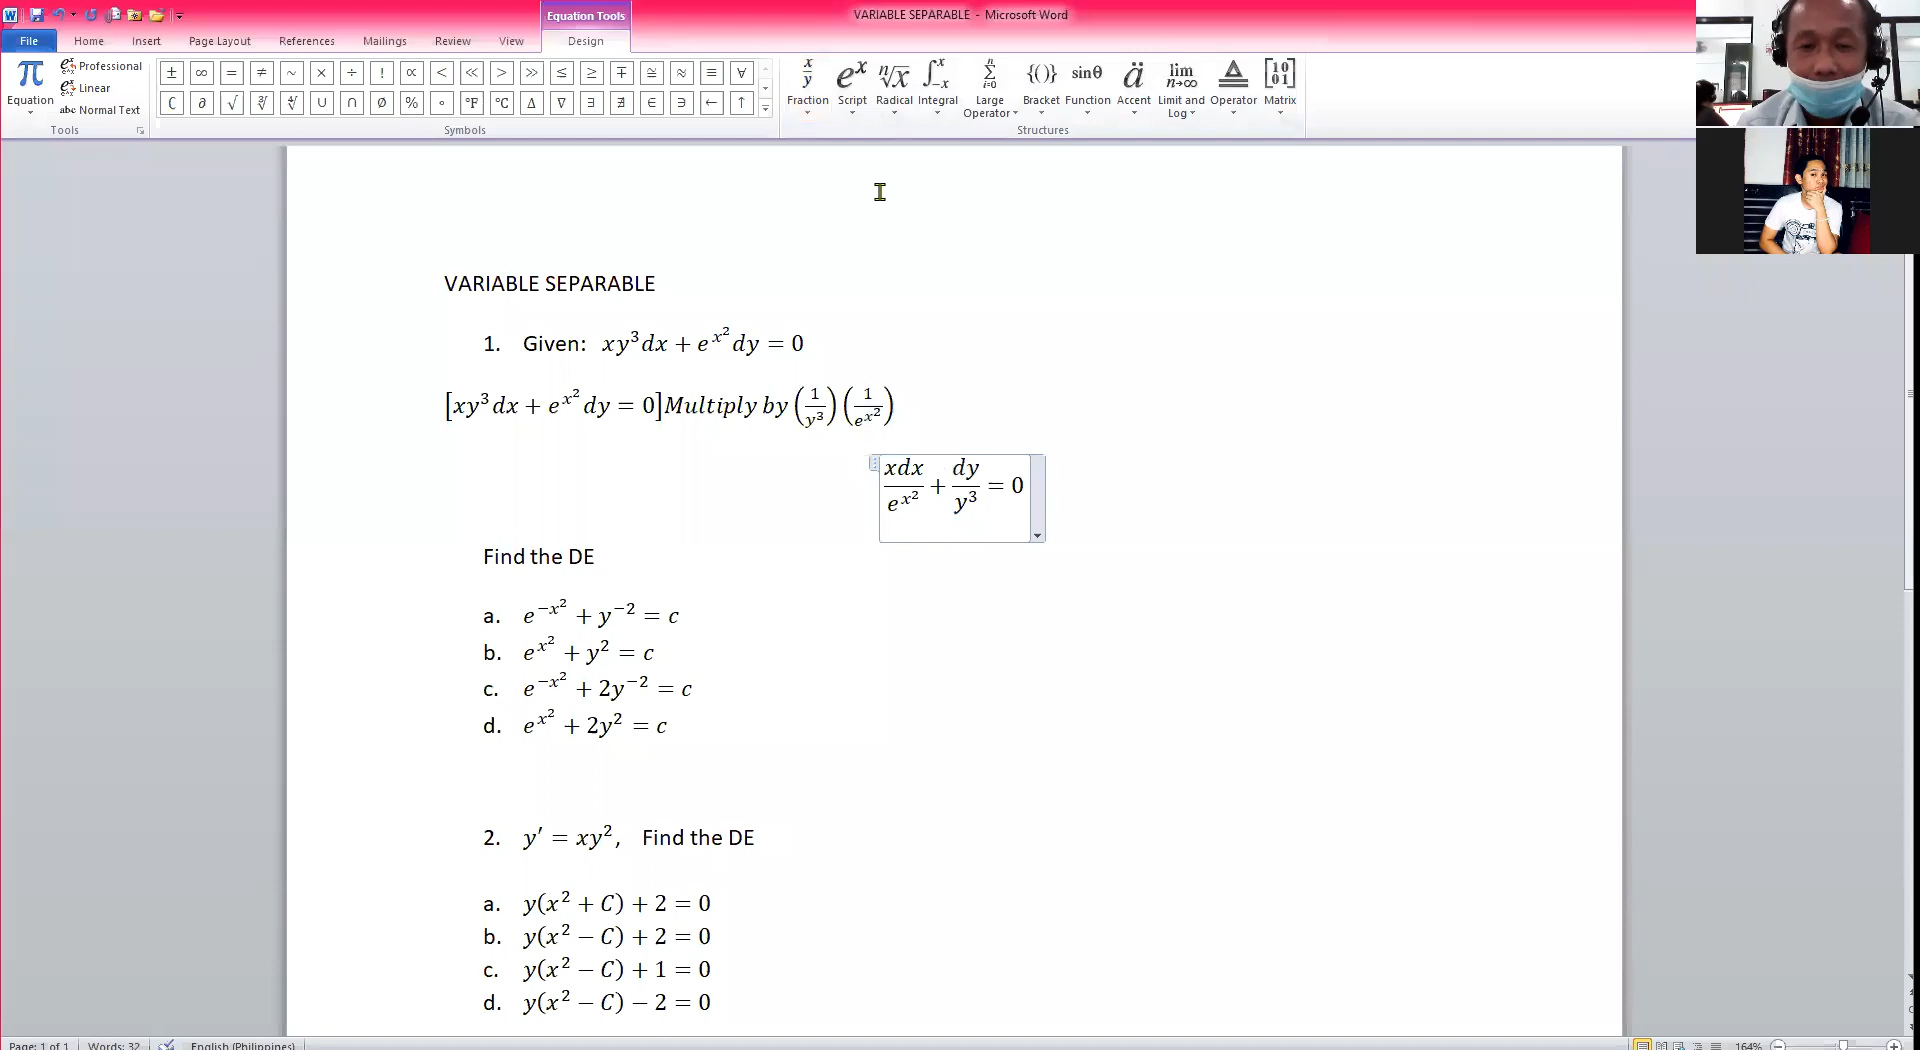 VARIABLE SEPARABLE - Microsoft Word
Equation Tools
File Home Insert Page Layout References Mailings Review View Design
π Equation
Professional
Linear
abc Normal Text
Tools
± ∞ = ≠ ~ × ÷ ! ∝ < ≪ > ≫ ≤ ≥ ∓ ≅ ≈ ≡ ∀
∁ ∂ √ ∛ ∜ ∪ ∩ ∅ % ° °F °C ∆ ∇ ∃ ∄ ∈ ∋ ← ↑
Symbols
Fraction Script Radical Integral Large Operator Bracket Function Accent Limit and Log Operator Matrix
Structures
VARIABLE SEPARABLE
1. Given: xy³dx + e^(x²)dy = 0
[xy³dx + e^(x²)dy = 0]Multiply by (1/y³)(1/e^(x²))
xdx/e^(x²) + dy/y³ = 0
Find the DE
a. e^(−x²) + y⁻² = c
b. e^(x²) + y² = c
c. e^(−x²) + 2y⁻² = c
d. e^(x²) + 2y² = c
2. y′ = xy², Find the DE
a. y(x² + C) + 2 = 0
b. y(x² − C) + 2 = 0
c. y(x² − C) + 1 = 0
d. y(x² − C) − 2 = 0
Page: 1 of 1 Words: 32 English (Philippines) 164%